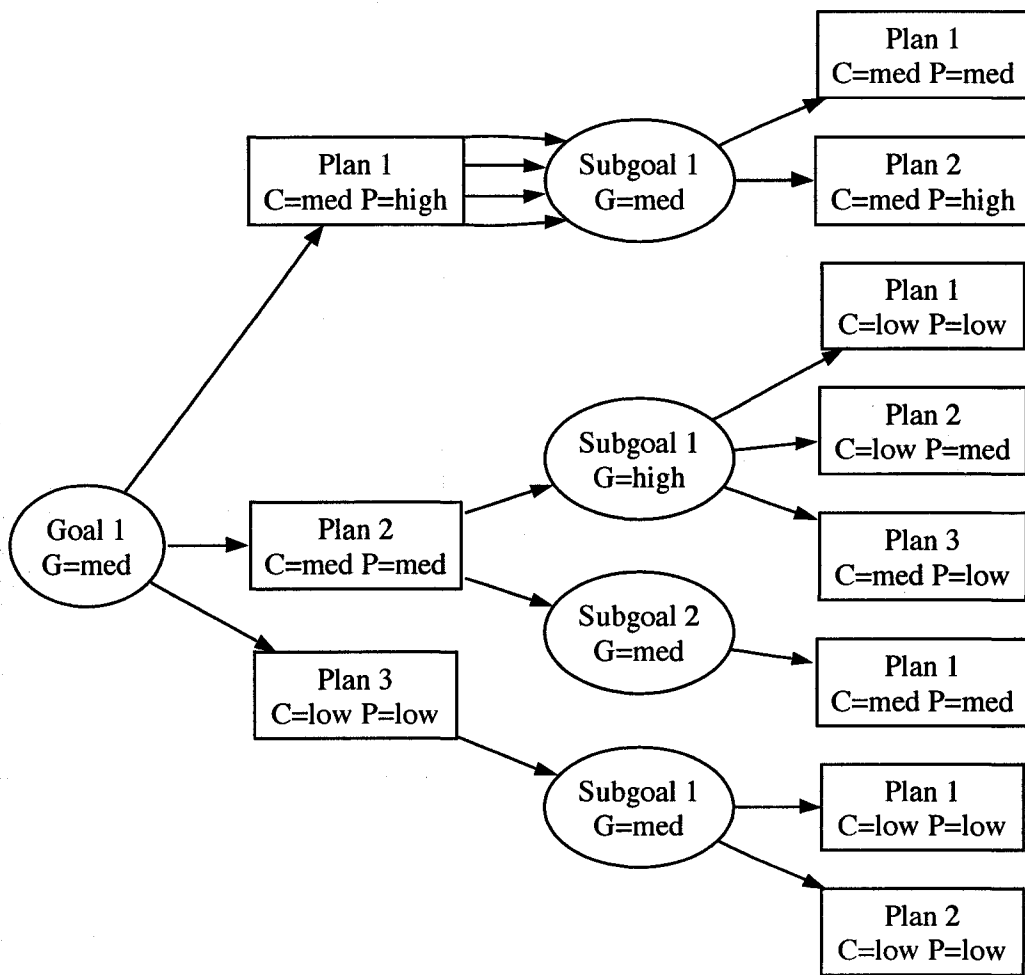 Plan 1
C=med P=med
Plan 1
C=med P=high
Subgoal 1
G=med
Plan 2
C=med P=high
Plan 1
C=low P=low
Subgoal 1
G=high
Plan 2
C=low P=med
Goal 1
G=med
Plan 2
C=med P=med
Plan 3
C=med P=low
Subgoal 2
G=med
Plan 3
C=low P=low
Plan 1
C=med P=med
Subgoal 1
G=med
Plan 1
C=low P=low
Plan 2
C=low P=low